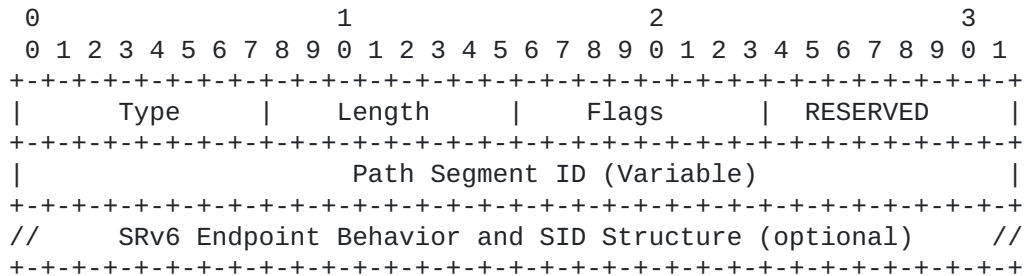 0                   1                   2                   3
 0 1 2 3 4 5 6 7 8 9 0 1 2 3 4 5 6 7 8 9 0 1 2 3 4 5 6 7 8 9 0 1
+-+-+-+-+-+-+-+-+-+-+-+-+-+-+-+-+-+-+-+-+-+-+-+-+-+-+-+-+-+-+-+-+
|      Type     |    Length     |    Flags      |  RESERVED     |
+-+-+-+-+-+-+-+-+-+-+-+-+-+-+-+-+-+-+-+-+-+-+-+-+-+-+-+-+-+-+-+-+
|                     Path Segment ID (Variable)                |
+-+-+-+-+-+-+-+-+-+-+-+-+-+-+-+-+-+-+-+-+-+-+-+-+-+-+-+-+-+-+-+-+
//     SRv6 Endpoint Behavior and SID Structure (optional)     //
+-+-+-+-+-+-+-+-+-+-+-+-+-+-+-+-+-+-+-+-+-+-+-+-+-+-+-+-+-+-+-+-+